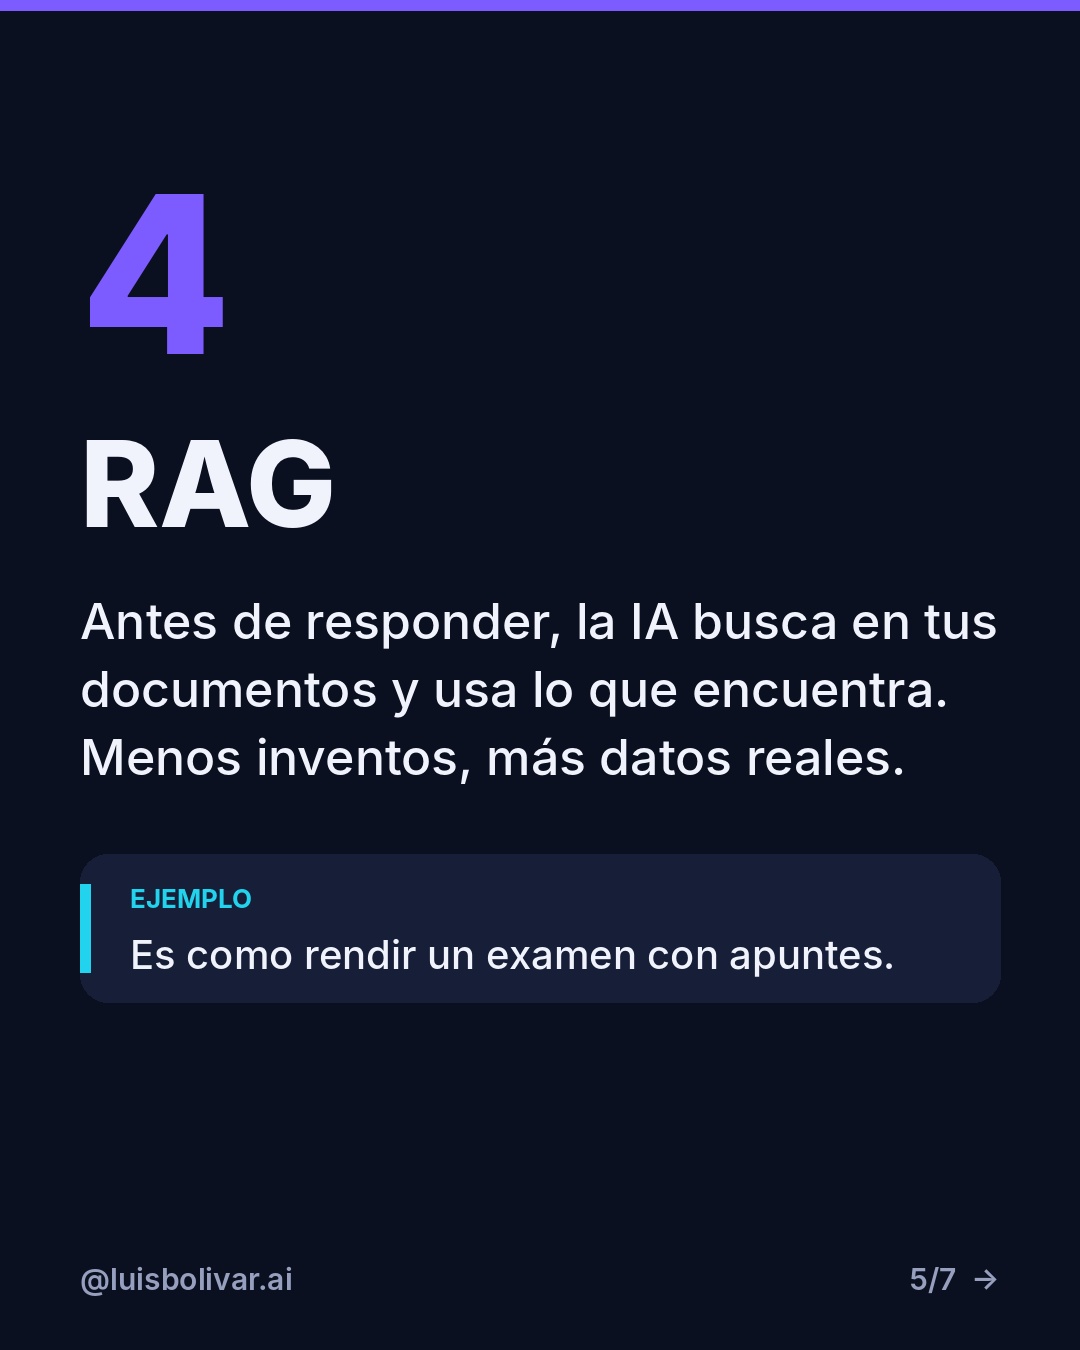 4
RAG
Antes de responder, la IA busca en tus
documentos y usa lo que encuentra.
Menos inventos, más datos reales.
EJEMPLO
Es como rendir un examen con apuntes.
@luisbolivar.ai
5/7 →